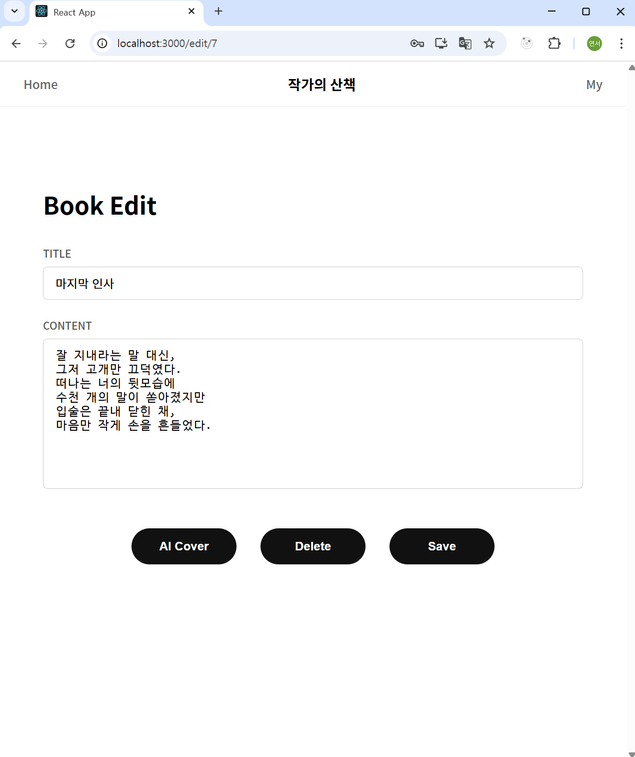 React App
localhost:3000/edit/7
연서
Home
작가의 산책
My
Book Edit
TITLE
마지막 인사
CONTENT
잘 지내라는 말 대신,
그저 고개만 끄덕였다.
떠나는 너의 뒷모습에
수천 개의 말이 쏟아졌지만
입술은 끝내 닫힌 채,
마음만 작게 손을 흔들었다.
AI Cover
Delete
Save